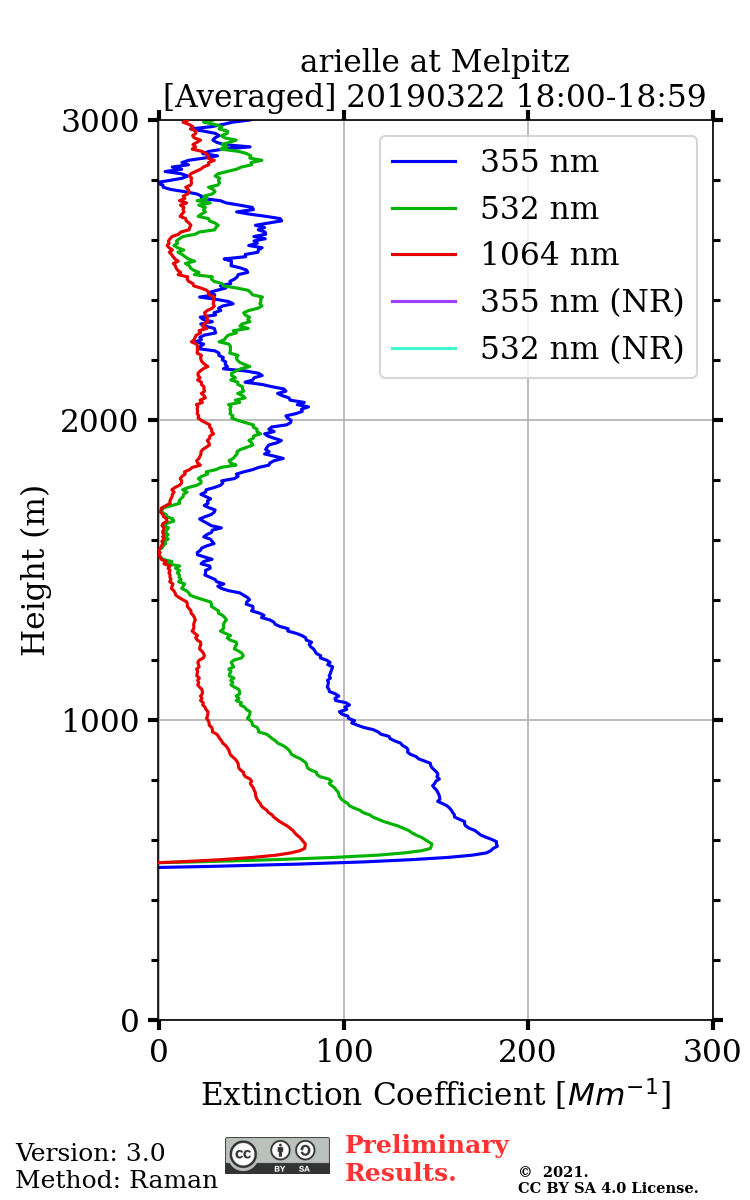 arielle at Melpitz
[Averaged] 20190322 18:00-18:59
3000
2000
1000
0
Height (m)
355 nm
532 nm
1064 nm
355 nm (NR)
532 nm (NR)
0 100 200 300
Extinction Coefficient [Mm⁻¹]
Version: 3.0
Method: Raman
cc BY SA
Preliminary
Results.
© 2021.
CC BY SA 4.0 License.